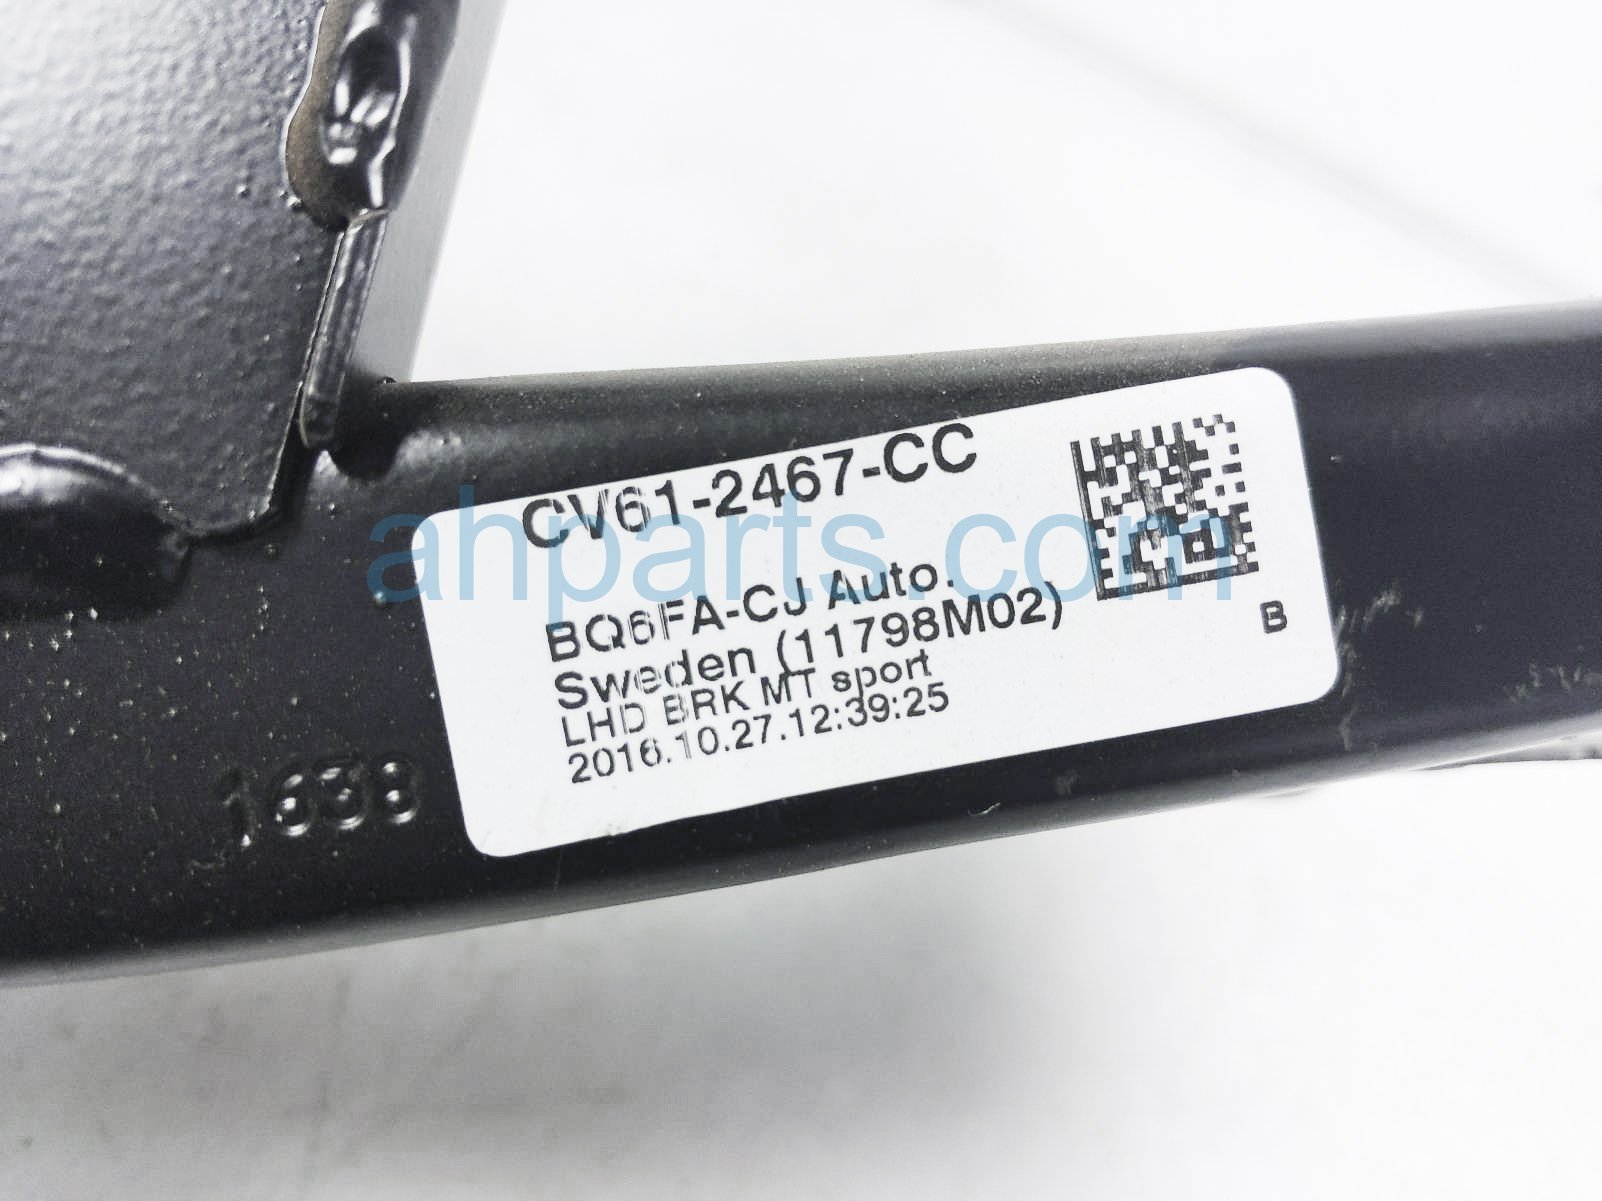 CV61-2467-CC
BQ6FA-CJ Auto.
Sweden (11798M02)
LHD BRK MT sport
2016.10.27.12:39:25
B
1638
ahparts.com